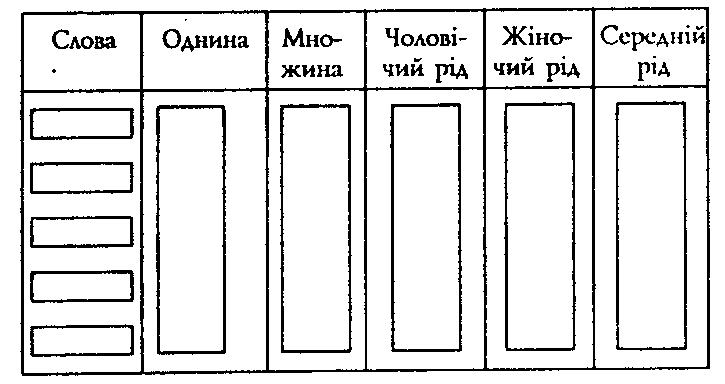 Слова
Однина
Мно-
жина
Чолові-
чий рід
Жіно-
чий рід
Середній
рід